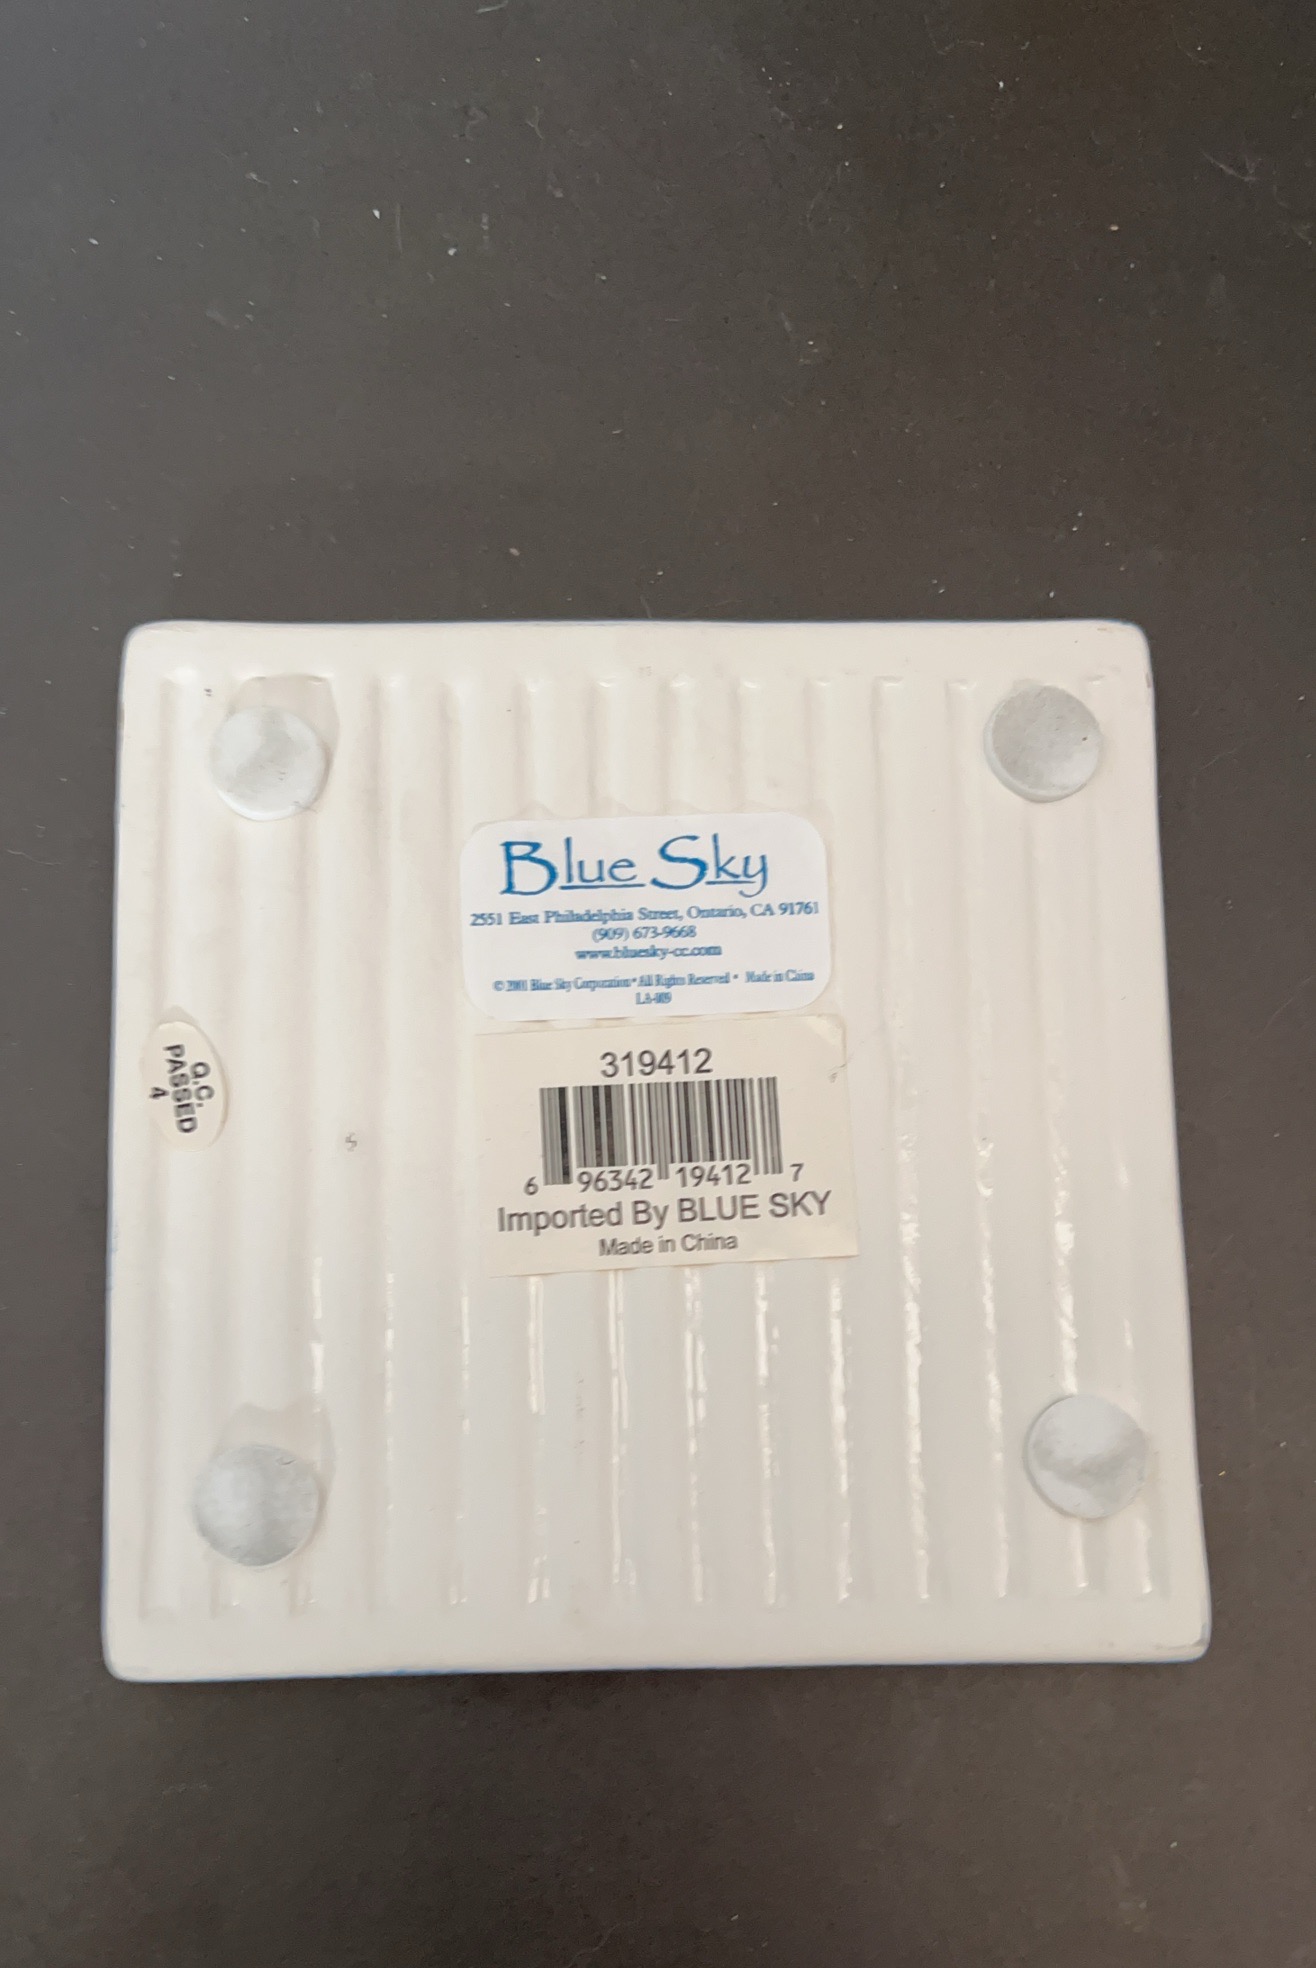 Blue Sky
2551 East Philadelphia Street, Ontario, CA 91761
(909) 673-9668
www.bluesky-cc.com
© 2001 Blue Sky Corporation • All Rights Reserved • Made in China
Q.C.
PASSED
4
319412
6 96342 19412 7
Imported By BLUE SKY
Made in China